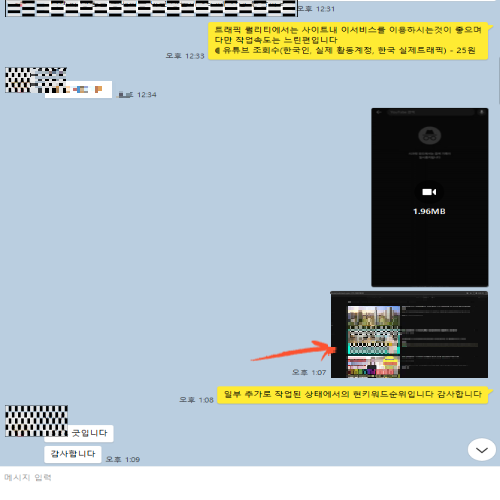 오후 12:31
트래픽 퀄리티에서는 사이트내 이서비스를 이용하시는것이 좋으며
다만 작업속도는 느린편입니다
유튜브 조회수(한국인, 실제 활동계정, 한국 실제트래픽) - 25원
오후 12:33
12:34
1.96MB
오후 1:07
일부 추가로 작업된 상태에서의 현키워드순위입니다 감사합니다
오후 1:08
굿입니다
감사합니다
오후 1:09
메시지 입력